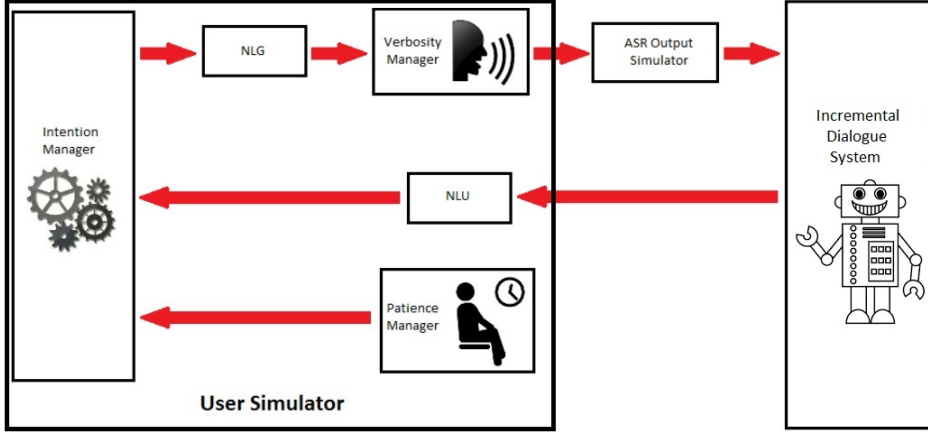 NLG
Verbosity
Manager
ASR Output
Simulator
Intention
Manager
NLU
Incremental
Dialogue
System
Patience
Manager
User Simulator